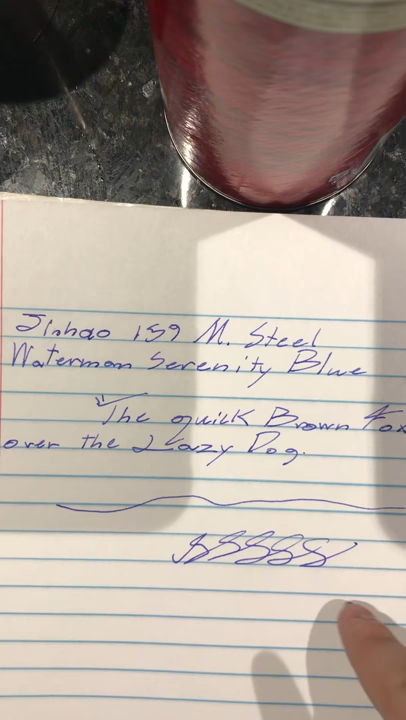 Jinhao 159 M. Steel
Waterman Serenity Blue
The quick Brown Fox
over the Lazy Dog.